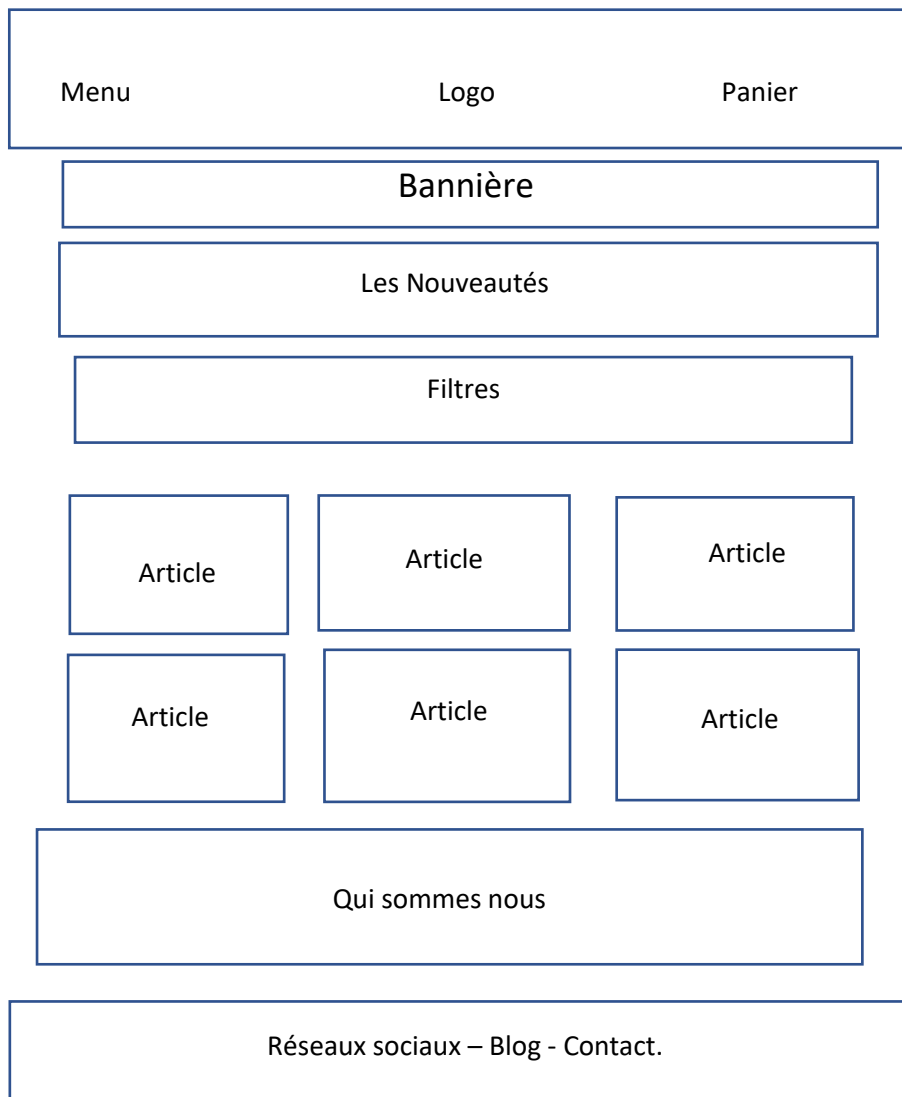 Menu Logo Panier
Bannière
Les Nouveautés
Filtres
Article Article Article
Article Article Article
Qui sommes nous
Réseaux sociaux – Blog - Contact.